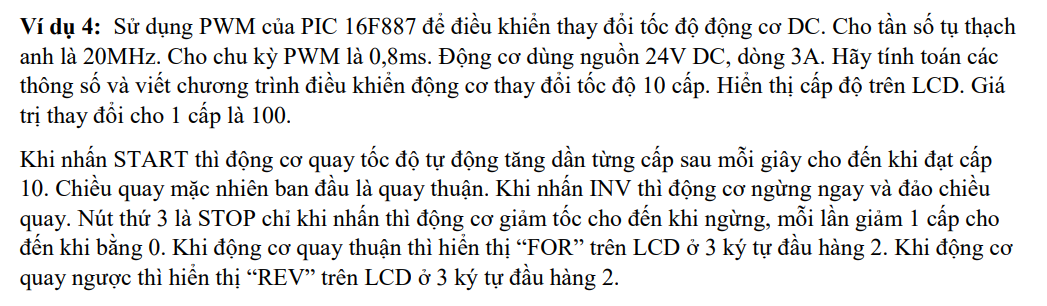 Ví dụ 4: Sử dụng PWM của PIC 16F887 để điều khiển thay đổi tốc độ động cơ DC. Cho tần số tụ thạch
anh là 20MHz. Cho chu kỳ PWM là 0,8ms. Động cơ dùng nguồn 24V DC, dòng 3A. Hãy tính toán các
thông số và viết chương trình điều khiển động cơ thay đổi tốc độ 10 cấp. Hiển thị cấp độ trên LCD. Giá
trị thay đổi cho 1 cấp là 100.
Khi nhấn START thì động cơ quay tốc độ tự động tăng dần từng cấp sau mỗi giây cho đến khi đạt cấp
10. Chiều quay mặc nhiên ban đầu là quay thuận. Khi nhấn INV thì động cơ ngừng ngay và đảo chiều
quay. Nút thứ 3 là STOP chỉ khi nhấn thì động cơ giảm tốc cho đến khi ngừng, mỗi lần giảm 1 cấp cho
đến khi bằng 0. Khi động cơ quay thuận thì hiển thị “FOR” trên LCD ở 3 ký tự đầu hàng 2. Khi động cơ
quay ngược thì hiển thị “REV” trên LCD ở 3 ký tự đầu hàng 2.